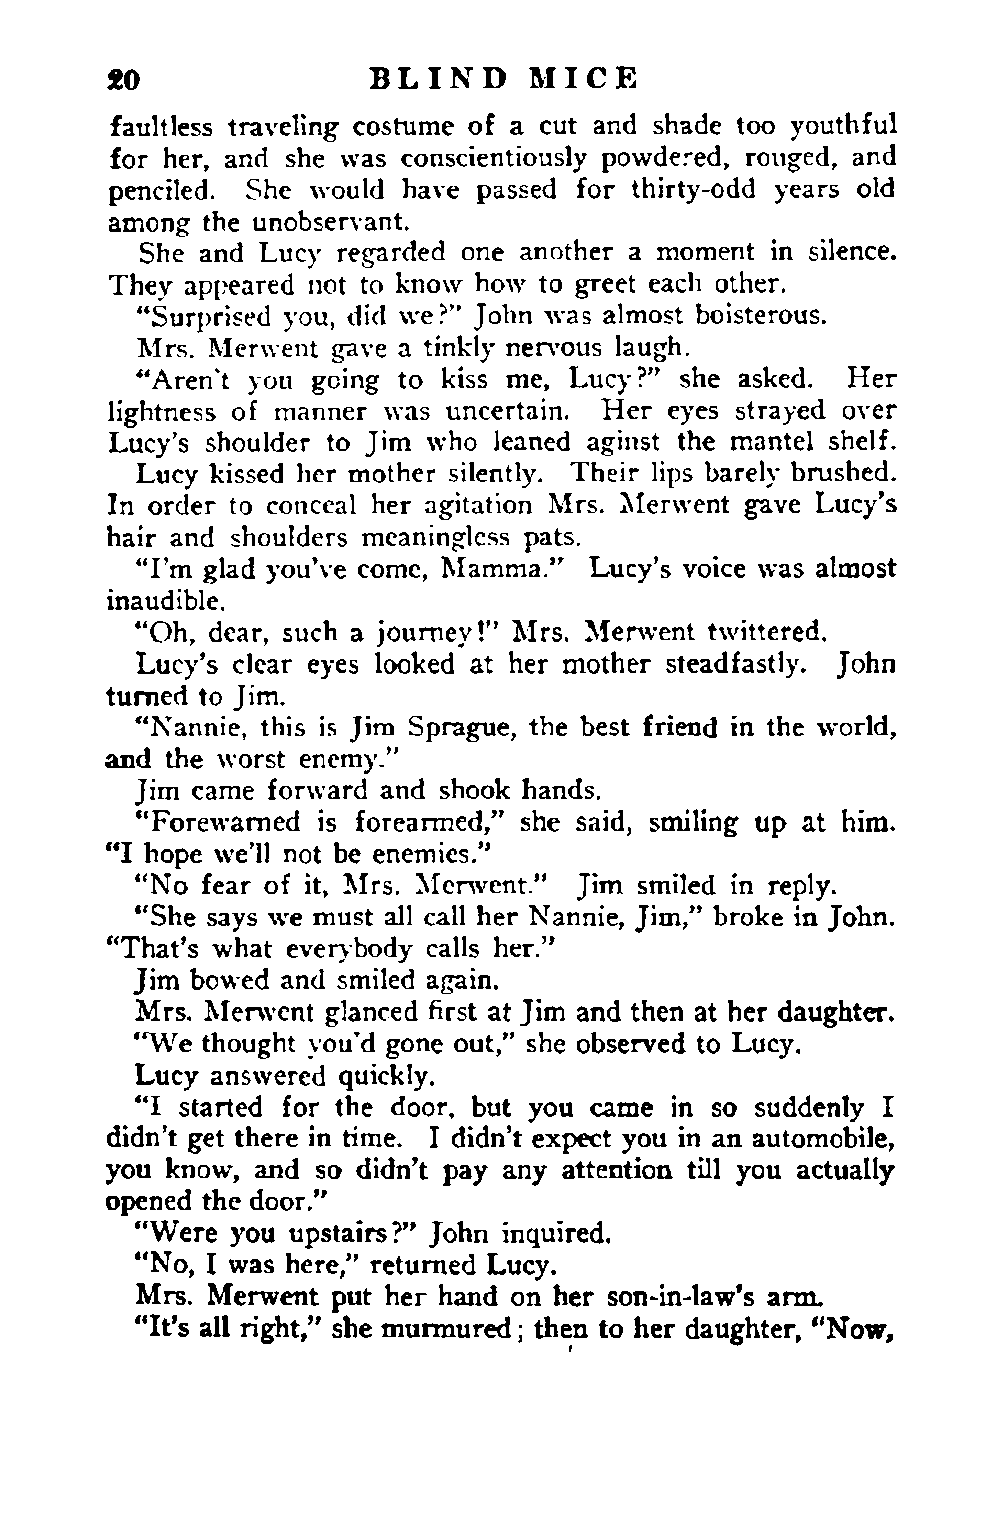 20 BLIND MICE
faultless traveling costume of a cut and shade too youthful
for her, and she was conscientiously powdered, rouged, and
penciled. She would have passed for thirty-odd years old
among the unobservant.
She and Lucy regarded one another a moment in silence.
They appeared not to know how to greet each other.
“Surprised you, did we?” John was almost boisterous.
Mrs. Merwent gave a tinkly nervous laugh.
“Aren't you going to kiss me, Lucy?” she asked. Her
lightness of manner was uncertain. Her eyes strayed over
Lucy’s shoulder to Jim who leaned aginst the mantel shelf.
Lucy kissed her mother silently. Their lips barely brushed.
In order to conceal her agitation Mrs. Merwent gave Lucy’s
hair and shoulders meaningless pats.
“I’m glad you’ve come, Mamma.” Lucy’s voice was almost
inaudible.
“Oh, dear, such a journey!” Mrs. Merwent twittered.
Lucy’s clear eyes looked at her mother steadfastly. John
turned to Jim.
“Nannie, this is Jim Sprague, the best friend in the world,
and the worst enemy.”
Jim came forward and shook hands.
“Forewarned is forearmed,” she said, smiling up at him.
“I hope we’ll not be enemies.”
“No fear of it, Mrs. Merwent.” Jim smiled in reply.
“She says we must all call her Nannie, Jim,” broke in John.
“That’s what everybody calls her.”
Jim bowed and smiled again.
Mrs. Merwent glanced first at Jim and then at her daughter.
“We thought you’d gone out,” she observed to Lucy.
Lucy answered quickly.
“I started for the door, but you came in so suddenly I
didn’t get there in time. I didn’t expect you in an automobile,
you know, and so didn’t pay any attention till you actually
opened the door.”
“Were you upstairs?” John inquired.
“No, I was here,” returned Lucy.
Mrs. Merwent put her hand on her son-in-law’s arm.
“It’s all right,” she murmured; then to her daughter, “Now,